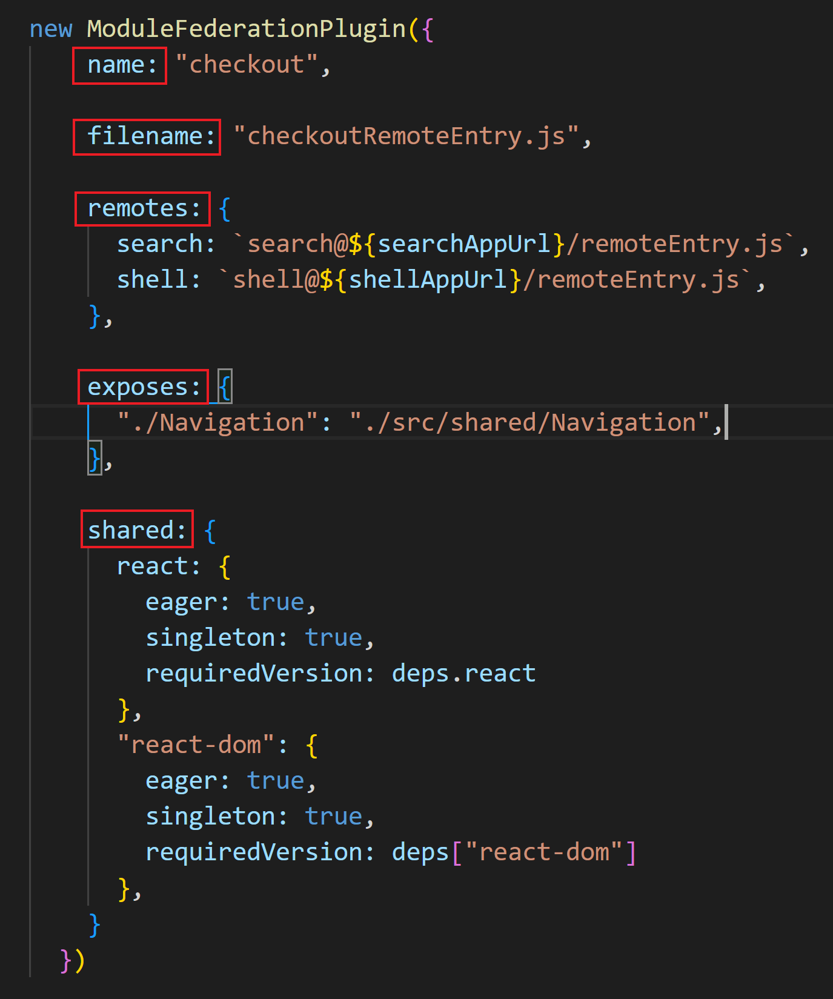 new ModuleFederationPlugin({
name: "checkout",
filename: "checkoutRemoteEntry.js",
remotes: {
search: `search@${searchAppUrl}/remoteEntry.js`,
shell: `shell@${shellAppUrl}/remoteEntry.js`,
},
exposes: {
"./Navigation": "./src/shared/Navigation",
},
shared: {
react: {
eager: true,
singleton: true,
requiredVersion: deps.react
},
"react-dom": {
eager: true,
singleton: true,
requiredVersion: deps["react-dom"]
},
}
})